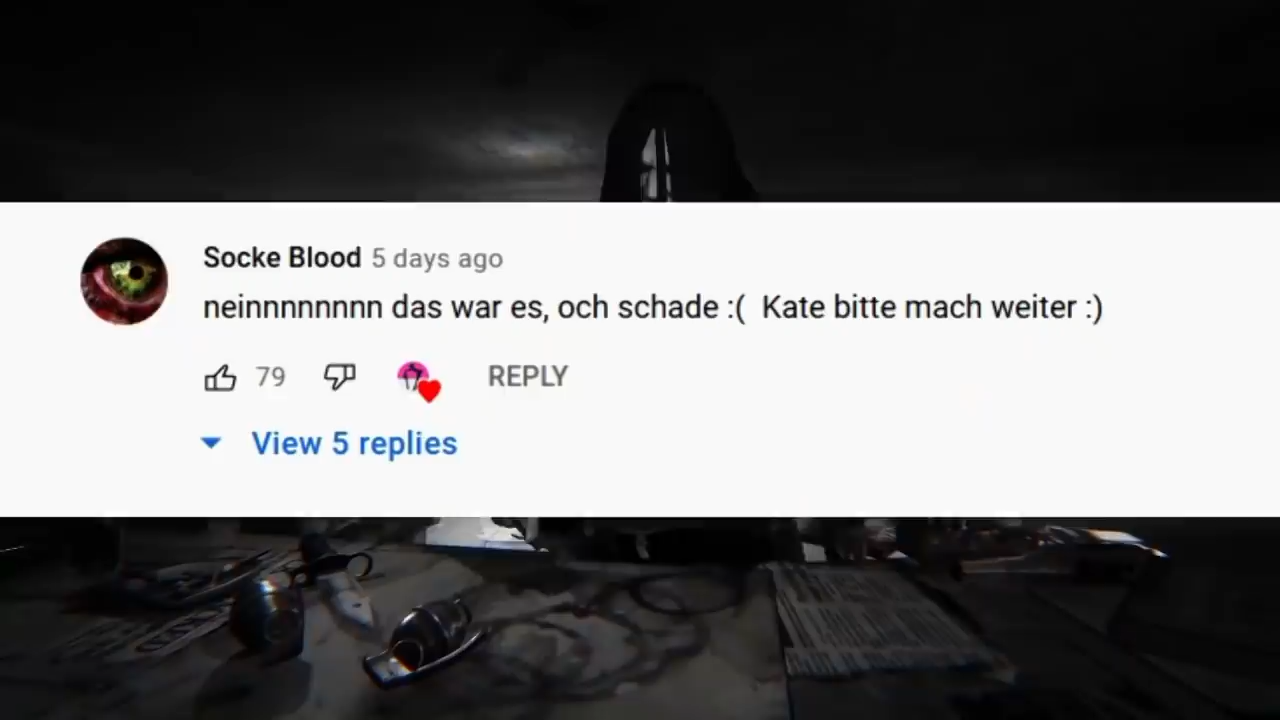 Socke Blood 5 days ago
neinnnnnnnn das war es, och schade :(  Kate bitte mach weiter :)
79 REPLY
View 5 replies